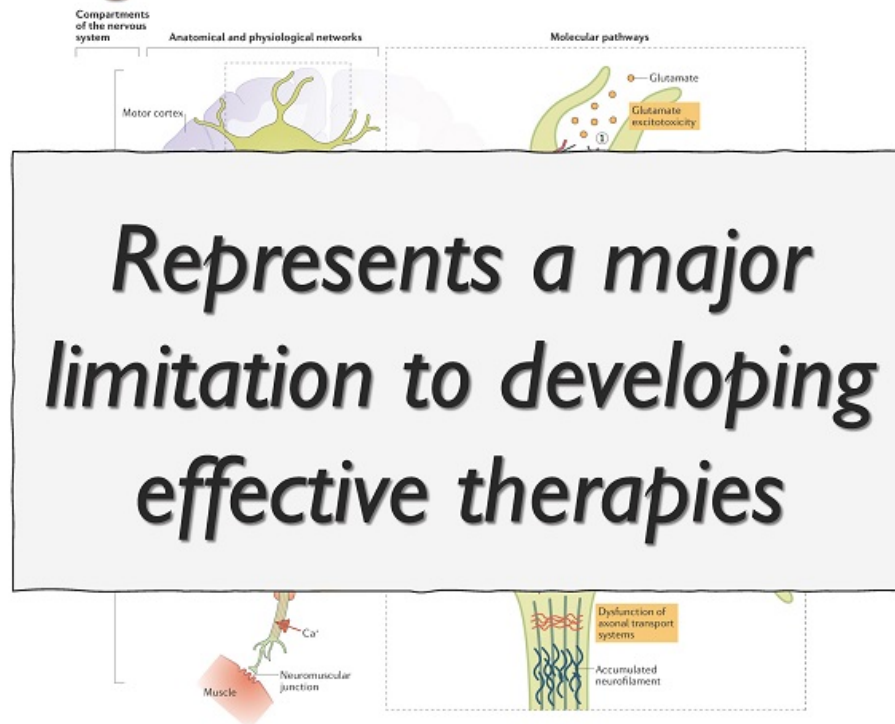 Compartments
of the nervous
system
Anatomical and physiological networks
Molecular pathways
Motor cortex
Glutamate
Glutamate
excitotoxicity
1
Represents a major
limitation to developing
effective therapies
Ca⁺
Neuromuscular
junction
Muscle
Dysfunction of
axonal transport
systems
Accumulated
neurofilament